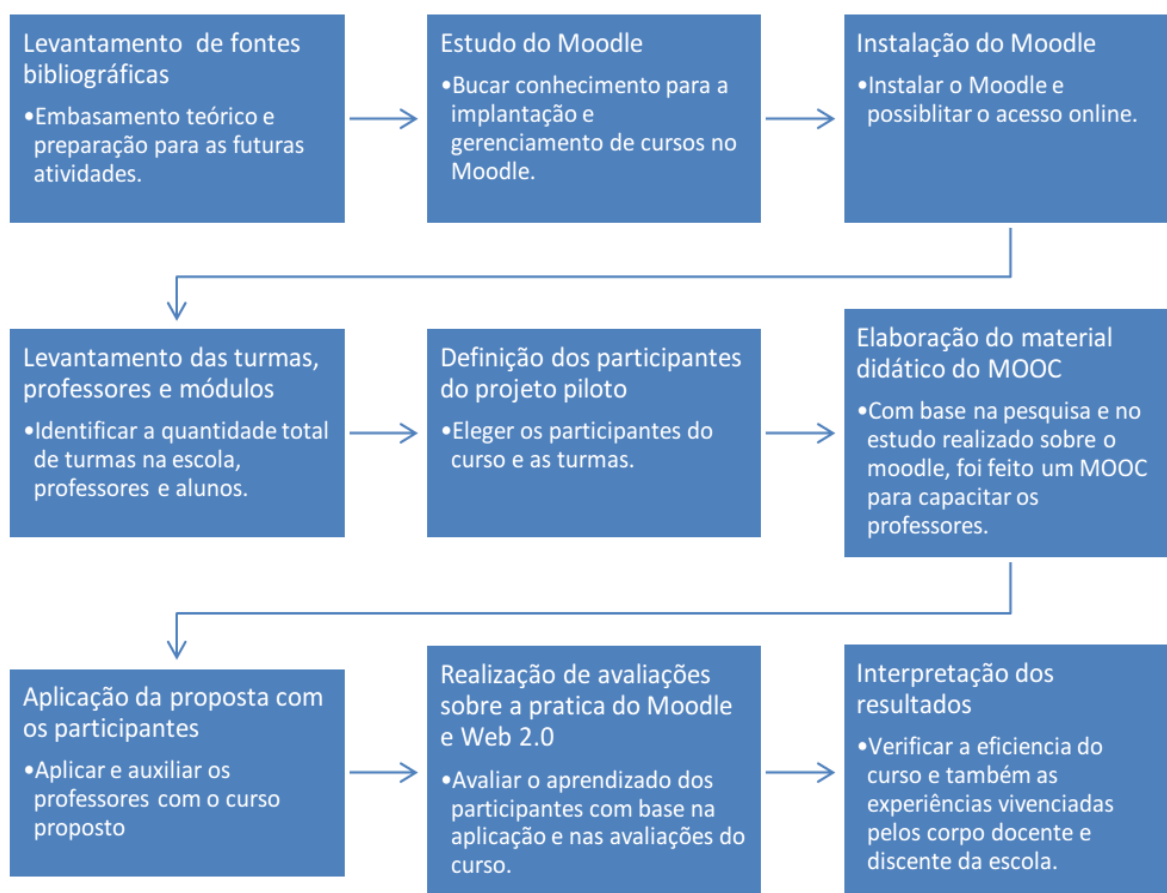 Levantamento de fontes
bibliográficas
•Embasamento teórico e
preparação para as futuras
atividades.
Estudo do Moodle
•Bucar conhecimento para a
implantação e
gerenciamento de cursos no
Moodle.
Instalação do Moodle
•Instalar o Moodle e
possiblitar o acesso online.
Levantamento das turmas,
professores e módulos
•Identificar a quantidade total
de turmas na escola,
professores e alunos.
Definição dos participantes
do projeto piloto
•Eleger os participantes do
curso e as turmas.
Elaboração do material
didático do MOOC
•Com base na pesquisa e no
estudo realizado sobre o
moodle, foi feito um MOOC
para capacitar os
professores.
Aplicação da proposta com
os participantes
•Aplicar e auxiliar os
professores com o curso
proposto
Realização de avaliações
sobre a pratica do Moodle
e Web 2.0
•Avaliar o aprendizado dos
participantes com base na
aplicação e nas avaliações do
curso.
Interpretação dos
resultados
•Verificar a eficiencia do
curso e também as
experiências vivenciadas
pelos corpo docente e
discente da escola.